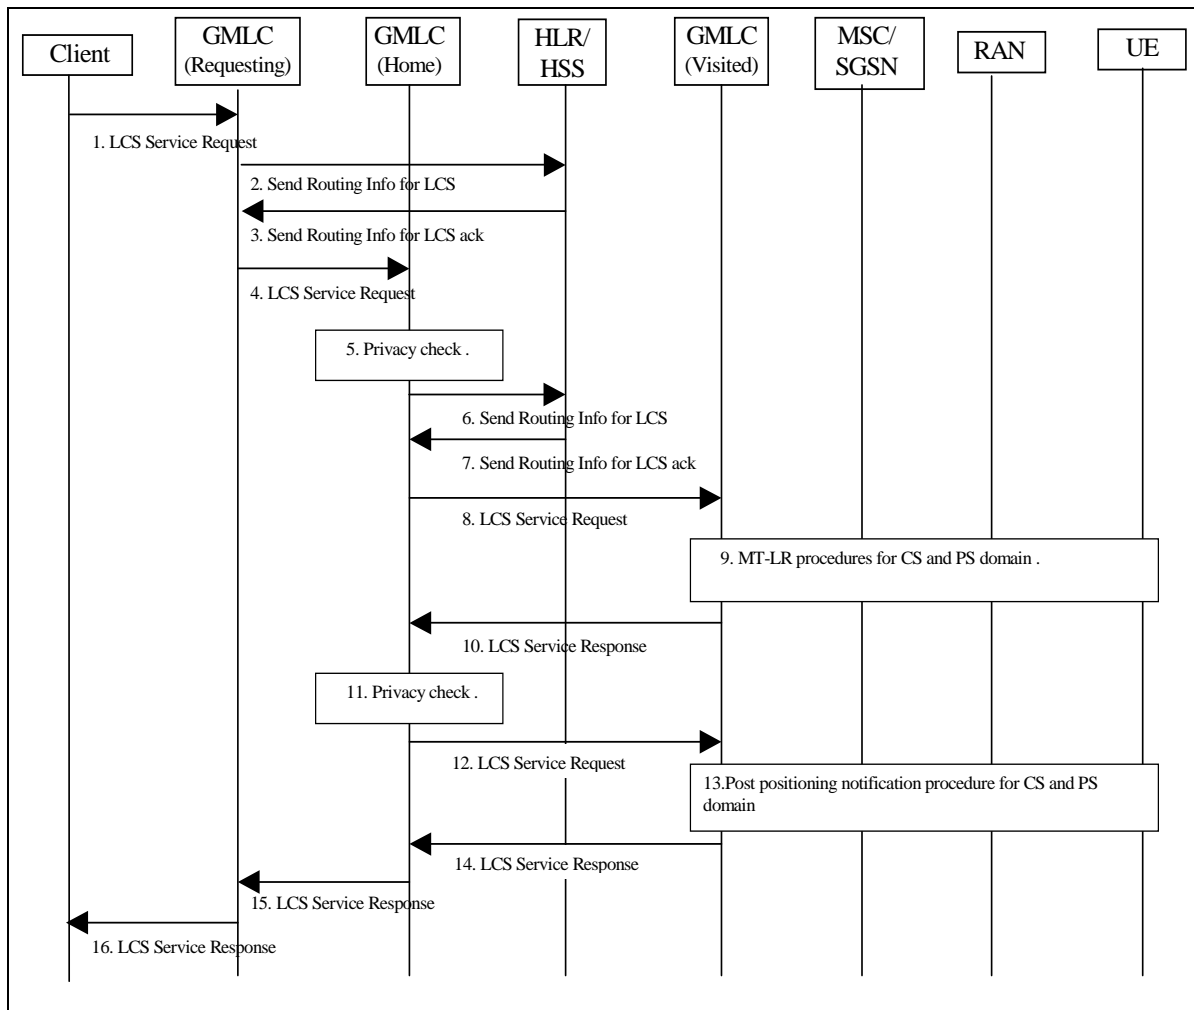 Client
GMLC
(Requesting)
GMLC
(Home)
HLR/
HSS
GMLC
(Visited)
MSC/
SGSN
RAN
UE
1. LCS Service Request
2. Send Routing Info for LCS
3. Send Routing Info for LCS ack
4. LCS Service Request
5. Privacy check .
6. Send Routing Info for LCS
7. Send Routing Info for LCS ack
8. LCS Service Request
9. MT-LR procedures for CS and PS domain .
10. LCS Service Response
11. Privacy check .
12. LCS Service Request
13.Post positioning notification procedure for CS and PS
domain
14. LCS Service Response
15. LCS Service Response
16. LCS Service Response